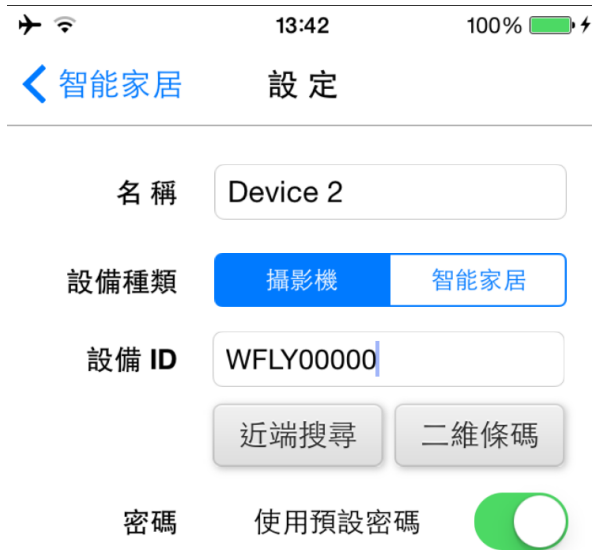 13:42 100%
智能家居 設定
名稱 Device 2
設備種類 攝影機 智能家居
設備 ID WFLY00000
近端搜尋 二維條碼
密碼 使用預設密碼